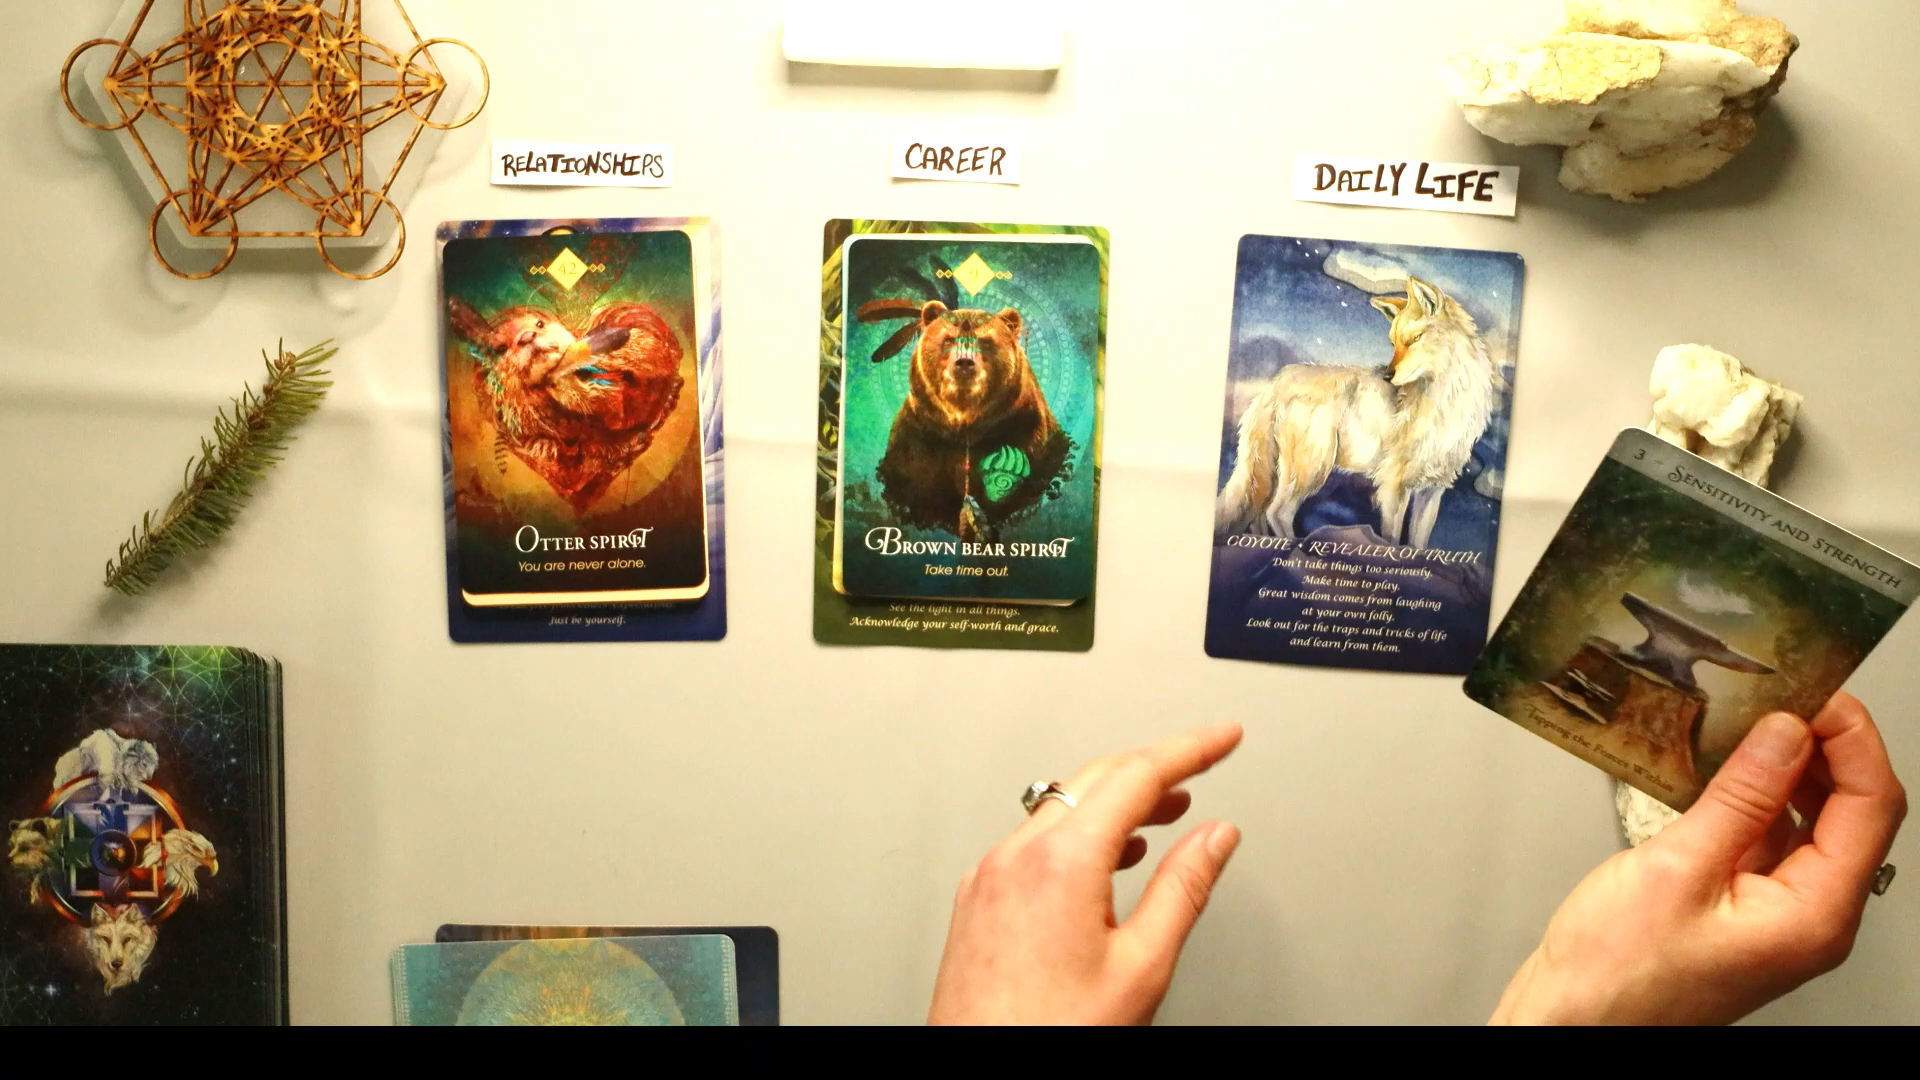 RELATIONSHIPS
CAREER
DAILY LIFE
42
OTTER SPIRIT
You are never alone.
Just be yourself.
9
BROWN BEAR SPIRIT
Take time out.
See the light in all things.
Acknowledge your self-worth and grace.
COYOTE • REVEALER OF TRUTH
Don't take things too seriously.
Make time to play.
Great wisdom comes from laughing
at your own folly.
Look out for the traps and tricks of life
and learn from them.
3 - SENSITIVITY AND STRENGTH
Tapping the Forces Within